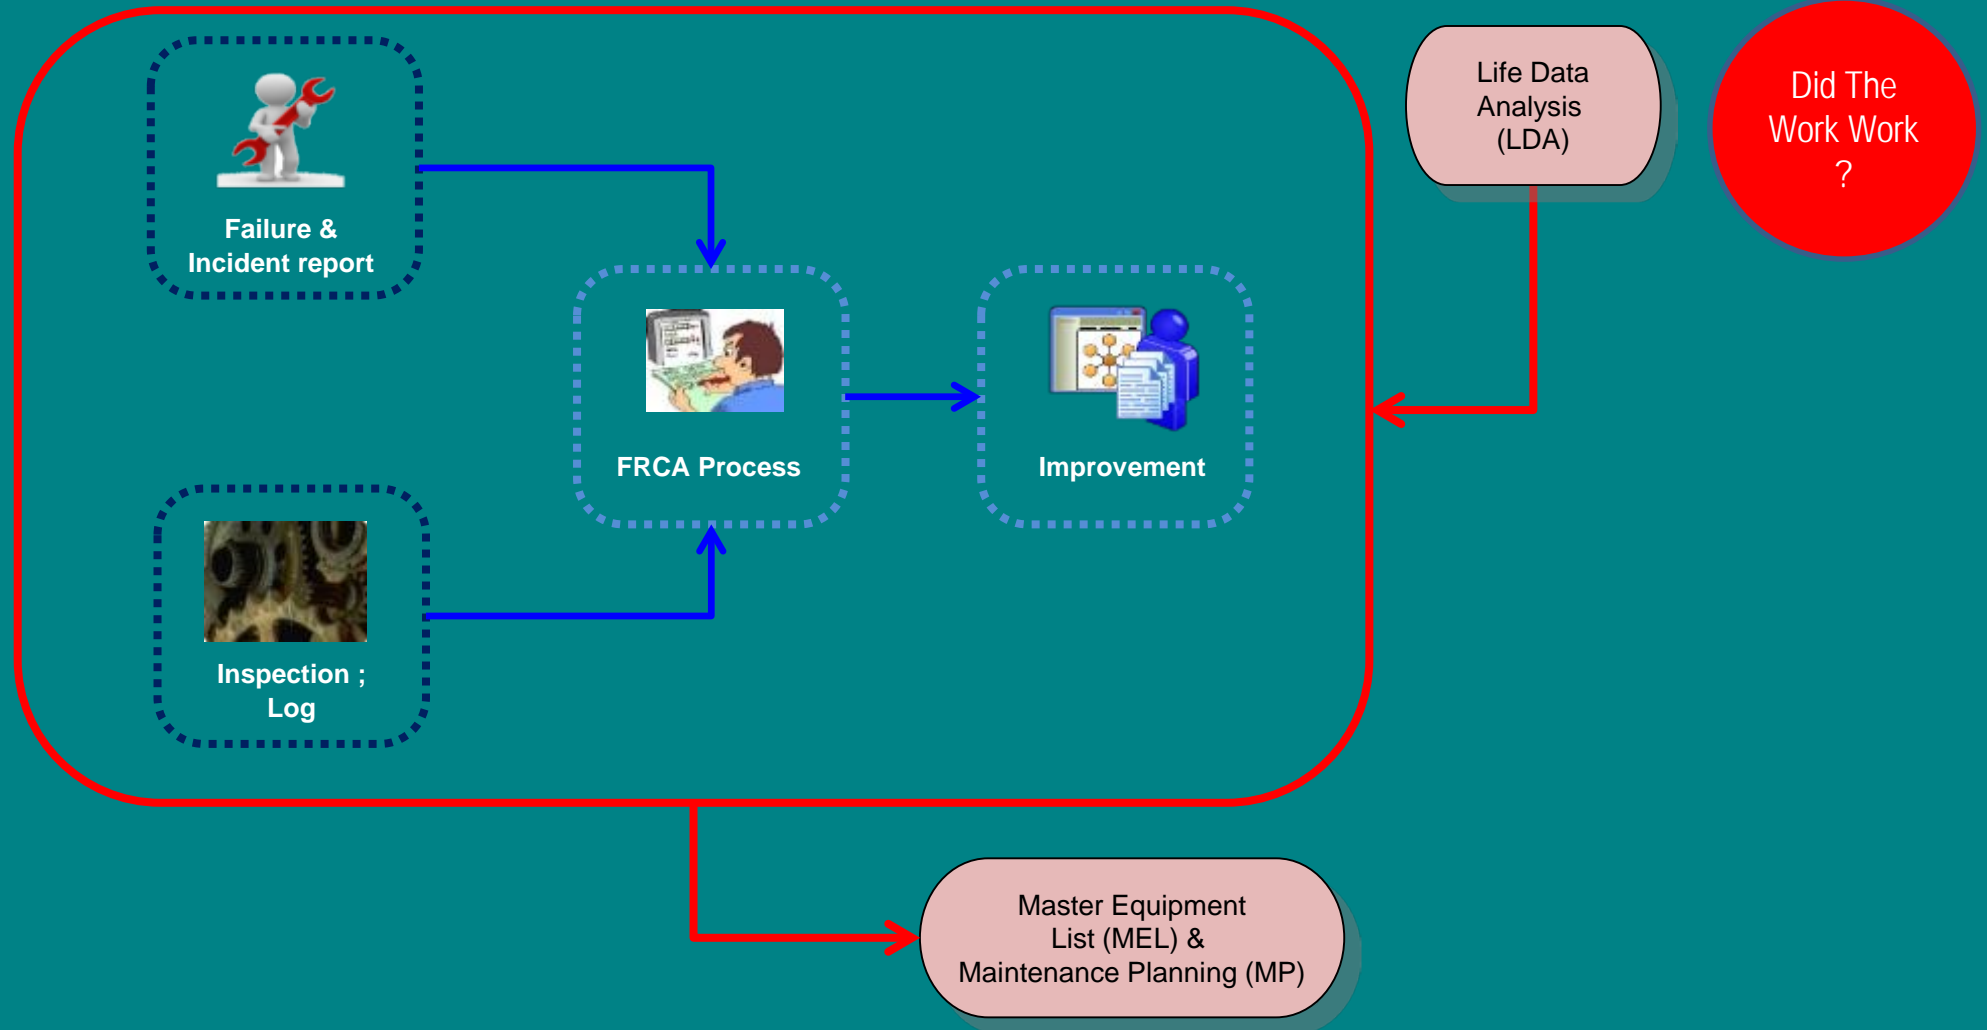 Failure &
Incident report
Inspection ;
Log
FRCA Process
Improvement
Life Data
Analysis
(LDA)
Did The
Work Work
?
Master Equipment
List (MEL) &
Maintenance Planning (MP)